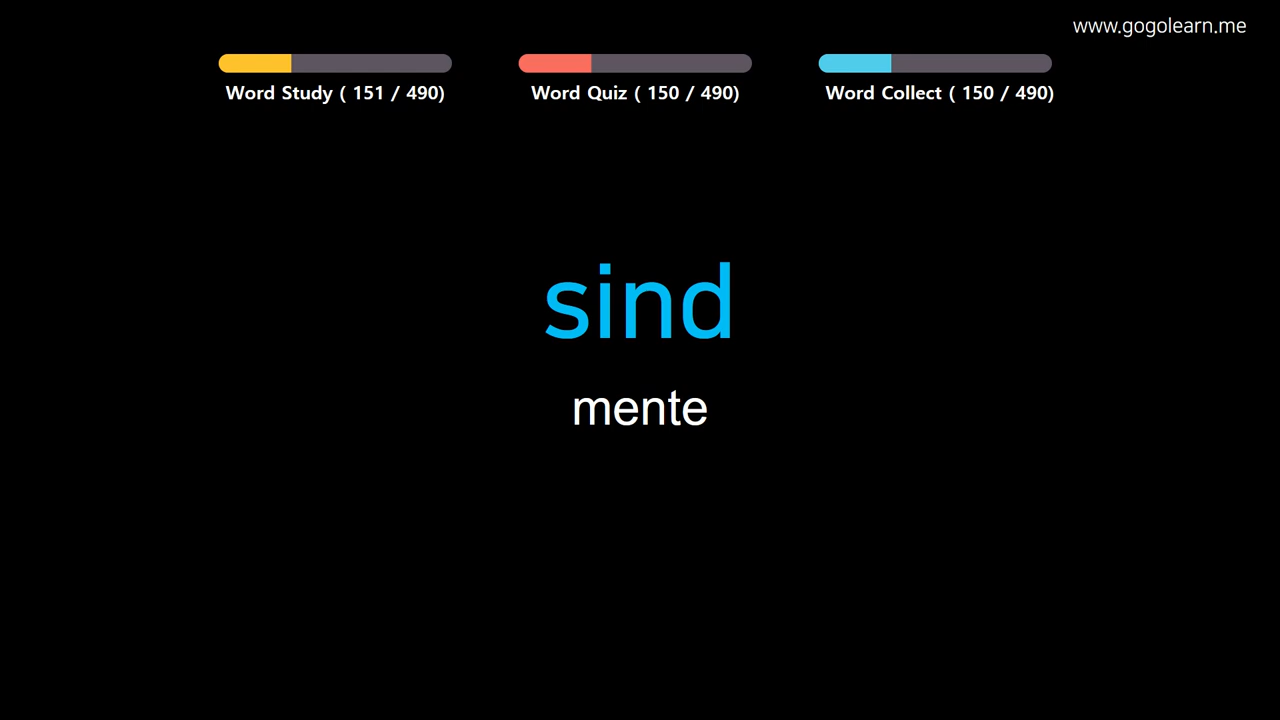 www.gogolearn.me
Word Study ( 151 / 490)
Word Quiz ( 150 / 490)
Word Collect ( 150 / 490)
sind
mente